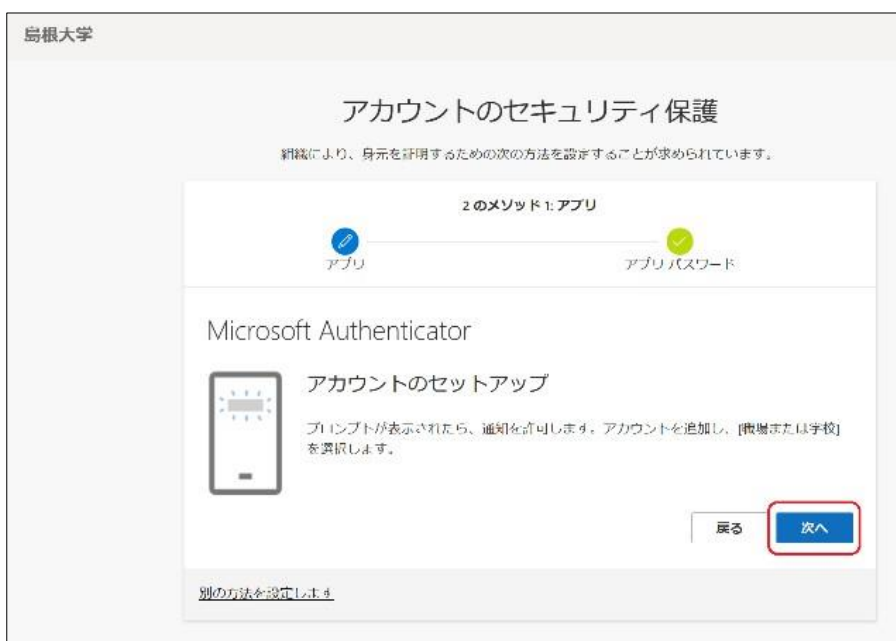 島根大学
アカウントのセキュリティ保護
組織により、身元を証明するための次の方法を設定することが求められています。
2 のメソッド 1: アプリ
アプリ
アプリ パスワード
Microsoft Authenticator
アカウントのセットアップ
プロンプトが表示されたら、通知を許可します。アカウントを追加し、[職場または学校]
を選択します。
戻る
次へ
別の方法を設定します